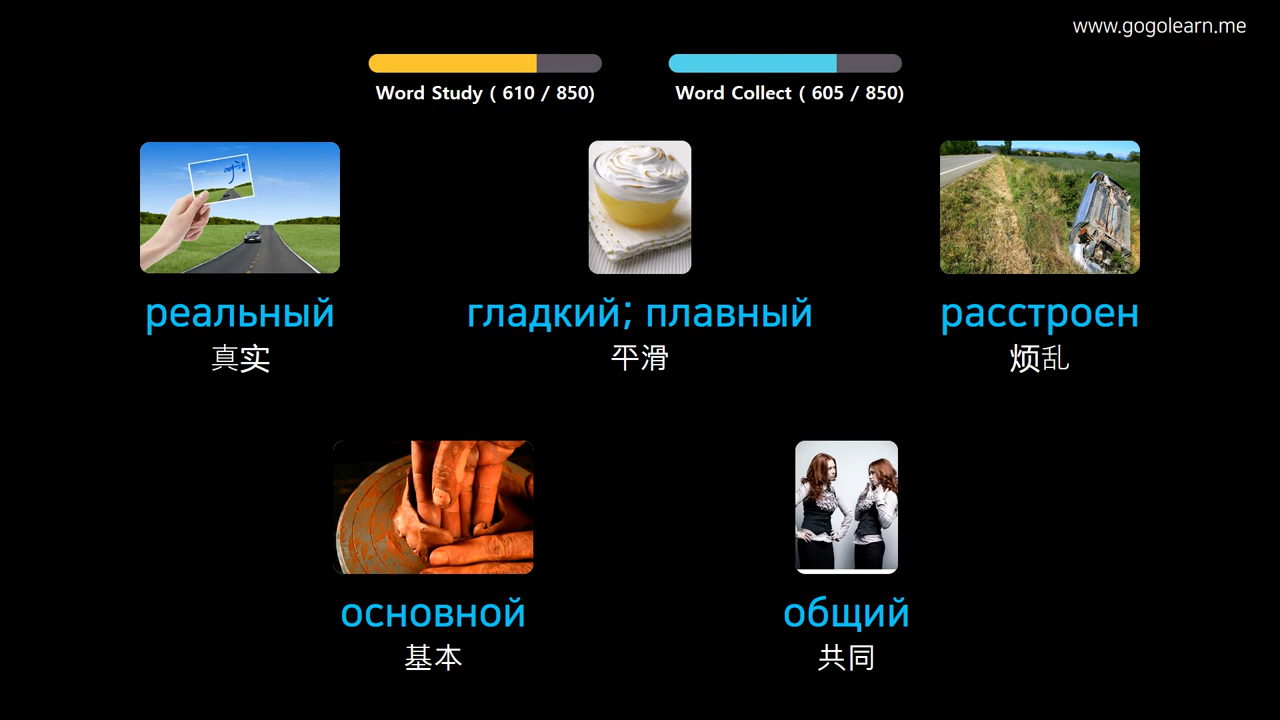 www.gogolearn.me
Word Study ( 610 / 850)
Word Collect ( 605 / 850)
реальный
真实
гладкий; плавный
平滑
расстроен
烦乱
основной
基本
общий
共同